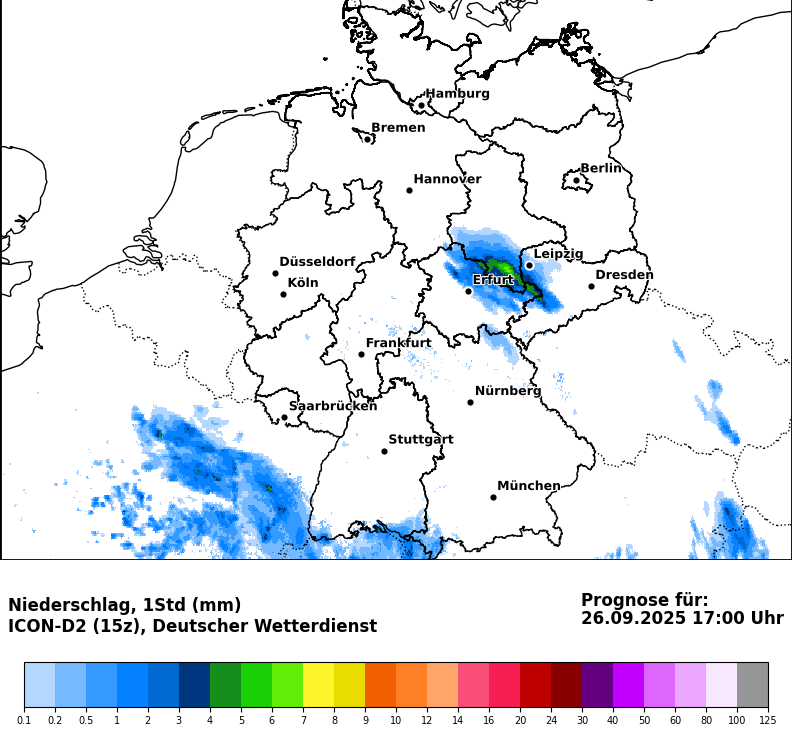 Hamburg
Bremen
Berlin
Hannover
Leipzig
Düsseldorf
Dresden
Köln
Erfurt
Frankfurt
Nürnberg
Saarbrücken
Stuttgart
München
Niederschlag, 1Std (mm)
ICON-D2 (15z), Deutscher Wetterdienst
Prognose für:
26.09.2025 17:00 Uhr
0.1 0.2 0.5 1 2 3 4 5 6 7 8 9 10 12 14 16 20 24 30 40 50 60 80 100 125